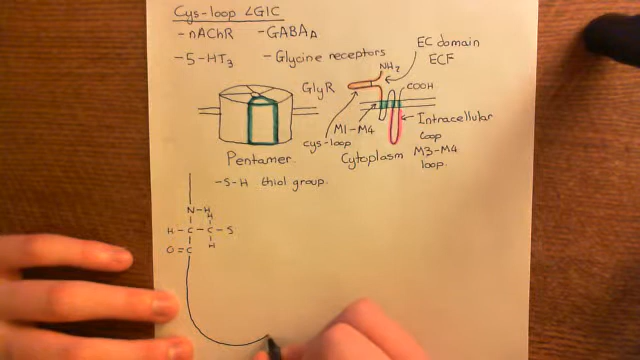 Cys-loop LGIC
-nAChR -GABAA
-5-HT3 -Glycine receptors
EC domain
ECF
NH2
GlyR
COOH
M1-M4
Intracellular
loop
M3-M4
loop.
cys-loop
Cytoplasm
Pentamer
-S-H thiol group.
N-H
H
H-C-C-S
H
O=C